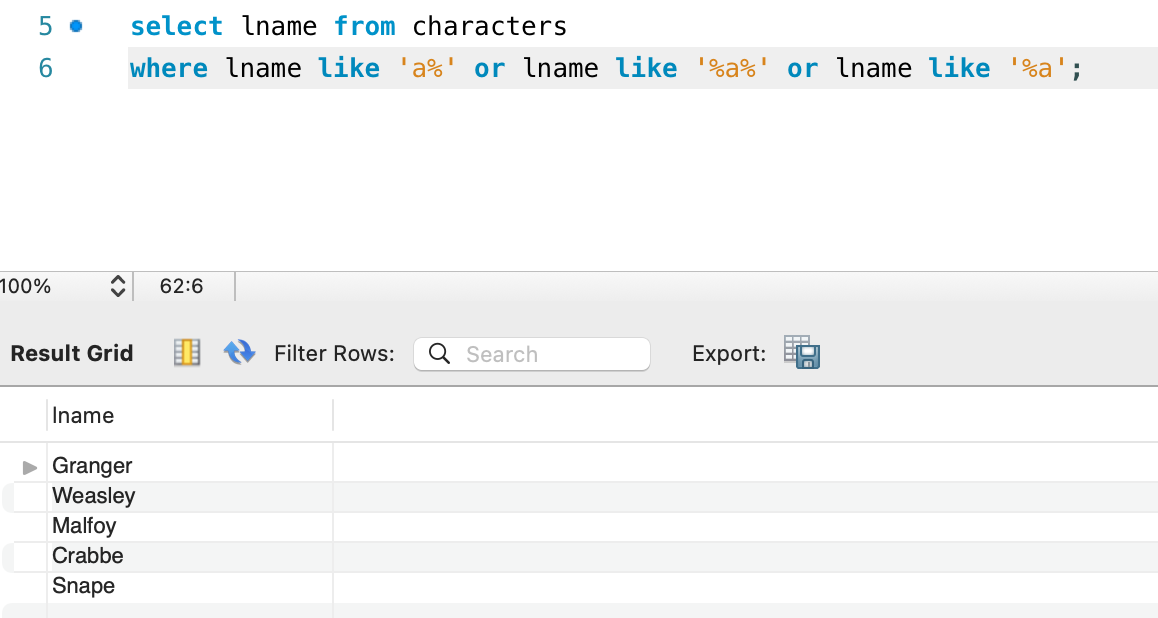 5 select lname from characters
6 where lname like 'a%' or lname like '%a%' or lname like '%a';
100% 62:6
Result Grid Filter Rows: Search Export:
lname
Granger
Weasley
Malfoy
Crabbe
Snape